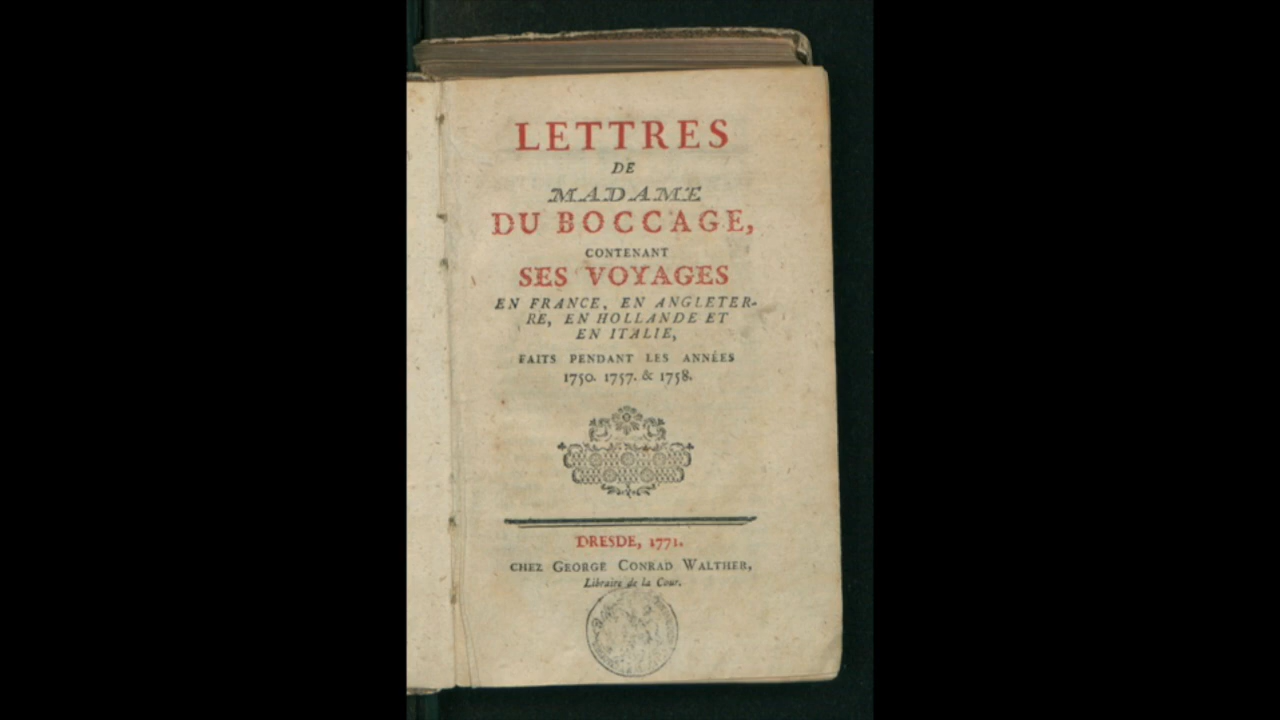 LETTRES
DE
MADAME
DU BOCCAGE,
CONTENANT
SES VOYAGES
EN FRANCE, EN ANGLETER-
RE, EN HOLLANDE ET
EN ITALIE,
FAITS PENDANT LES ANNÉES
1750. 1757. & 1758.
DRESDE, 1771.
CHEZ GEORGE CONRAD WALTHER,
Libraire de la Cour.